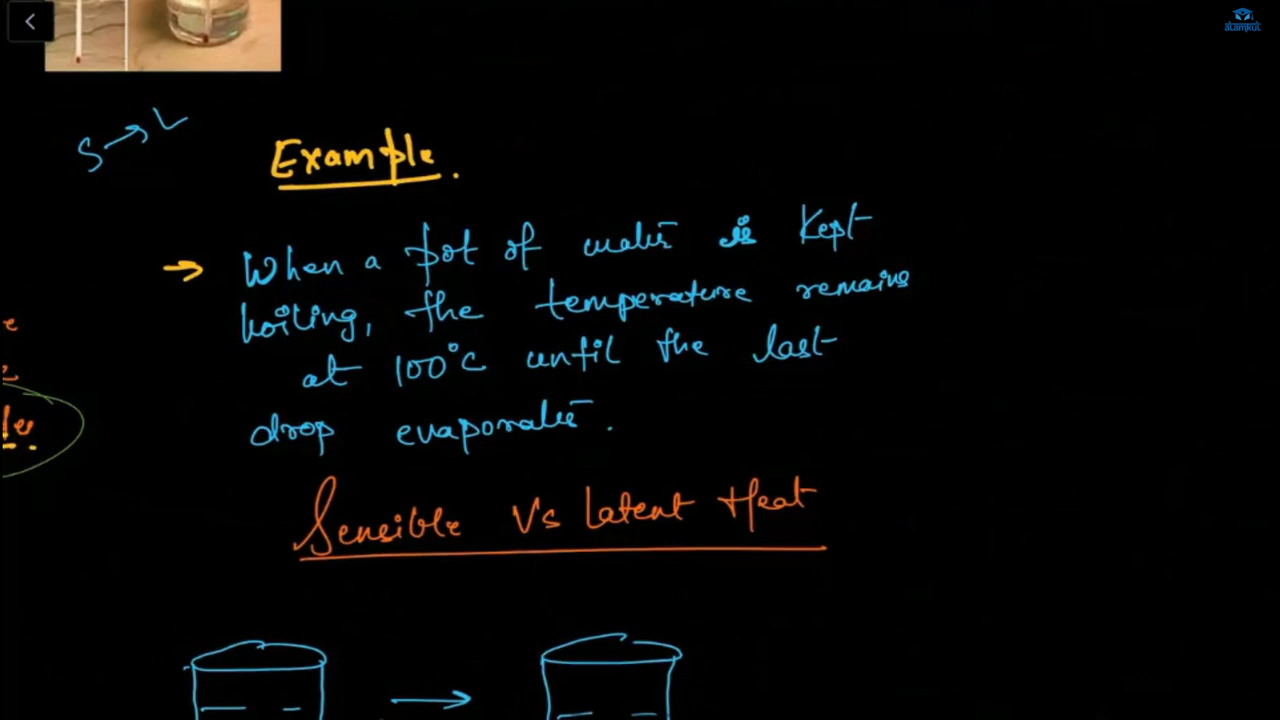 atamkul
S → L
Example.
→ When a pot of water is kept
boiling, the temperature remains
at 100°C until the last
drop evaporates.
Sensible Vs Latent Heat